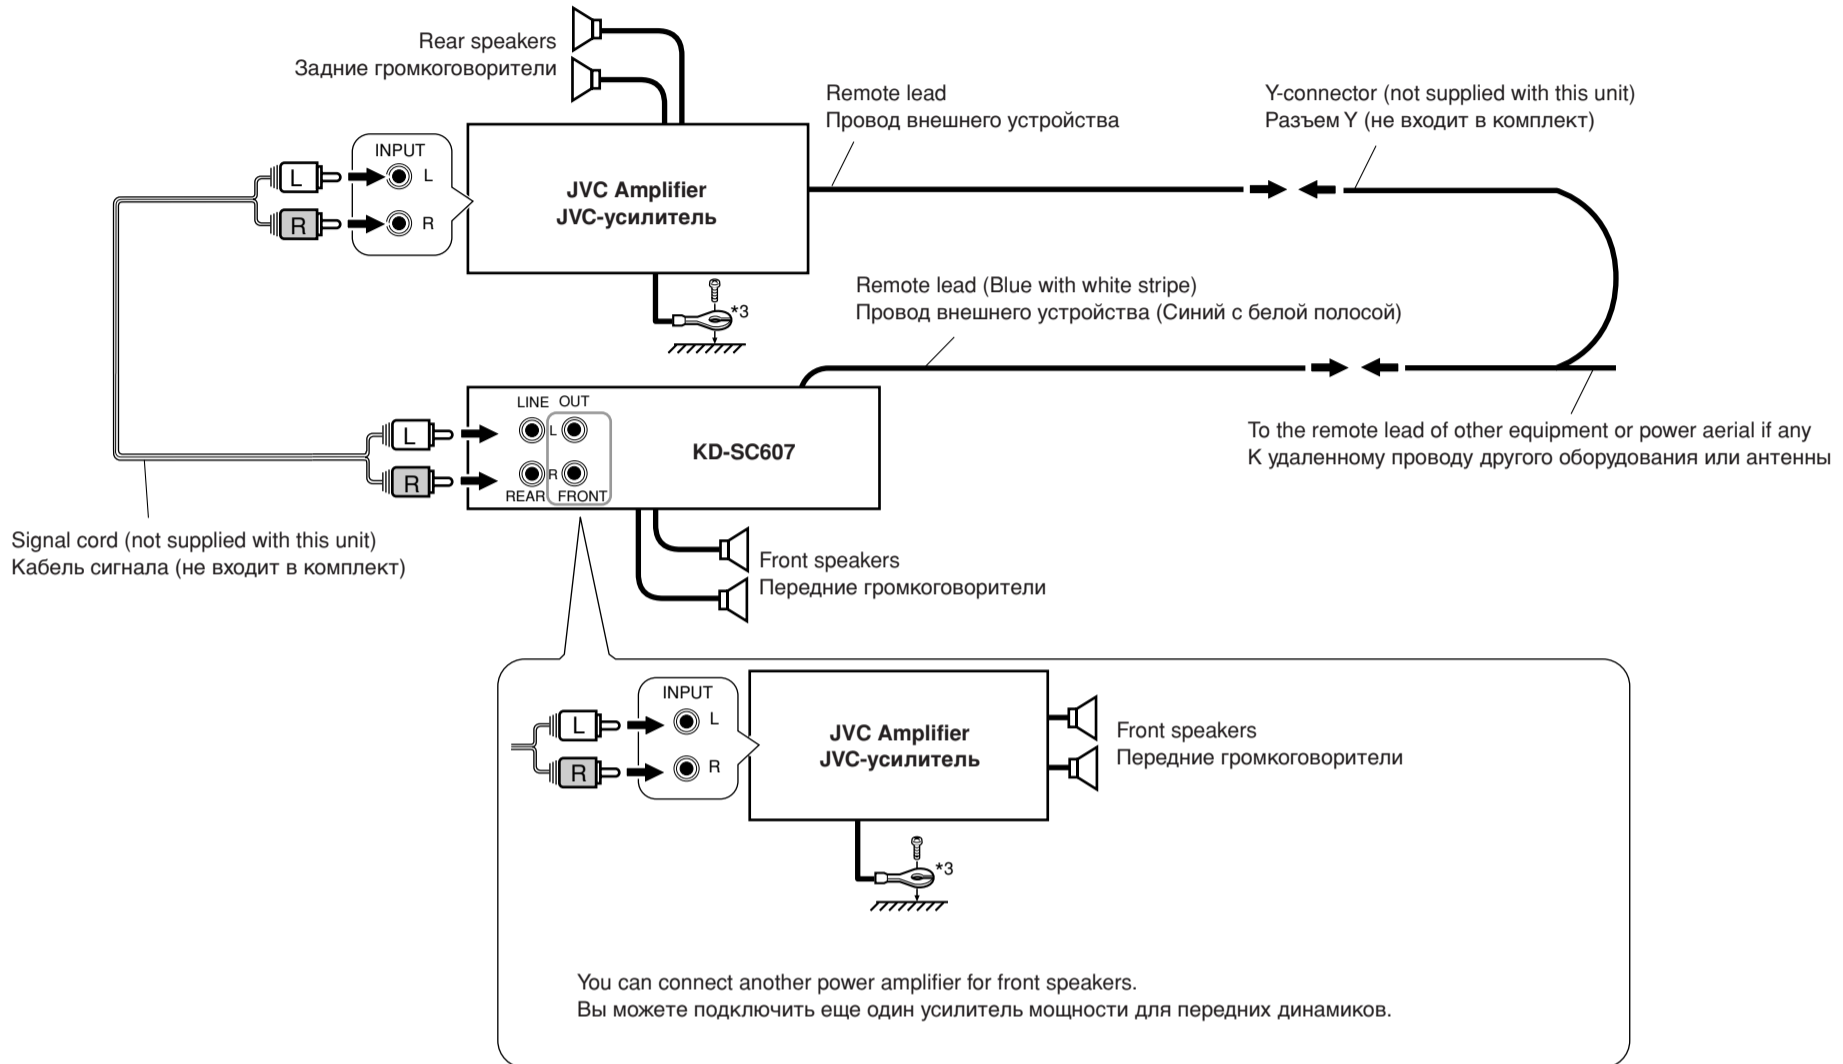 Rear speakers
Задние громкоговорители
Remote lead
Провод внешнего устройства
Y-connector (not supplied with this unit)
Разъем Y (не входит в комплект)
INPUT
L
L
R
R
JVC Amplifier
JVC-усилитель
*3
Remote lead (Blue with white stripe)
Провод внешнего устройства (Синий с белой полосой)
LINE OUT
L
L
R
R
REAR FRONT
KD-SC607
To the remote lead of other equipment or power aerial if any
К удаленному проводу другого оборудования или антенны
Signal cord (not supplied with this unit)
Кабель сигнала (не входит в комплект)
Front speakers
Передние громкоговорители
INPUT
L
L
R
R
JVC Amplifier
JVC-усилитель
Front speakers
Передние громкоговорители
*3
You can connect another power amplifier for front speakers.
Вы можете подключить еще один усилитель мощности для передних динамиков.